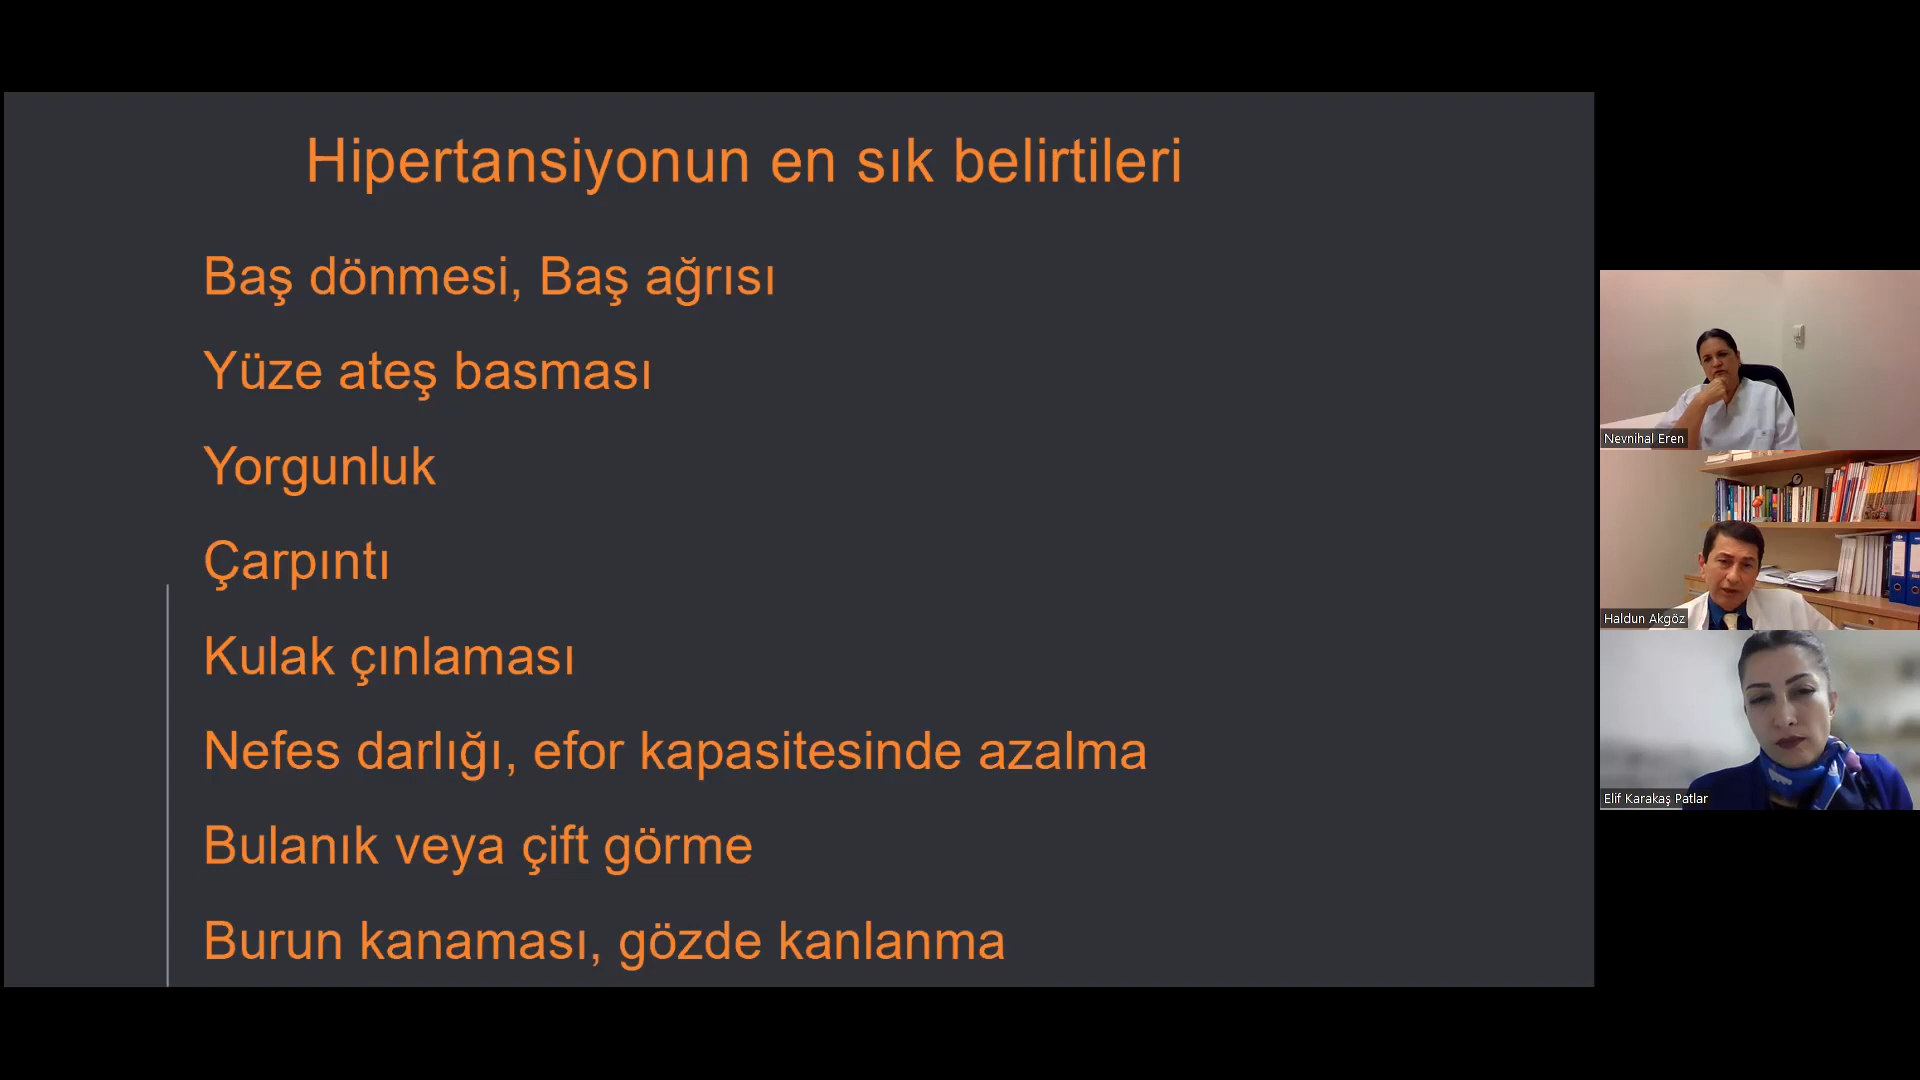 Hipertansiyonun en sık belirtileri
Baş dönmesi, Baş ağrısı
Yüze ateş basması
Yorgunluk
Çarpıntı
Kulak çınlaması
Nefes darlığı, efor kapasitesinde azalma
Bulanık veya çift görme
Burun kanaması, gözde kanlanma
Nevnihal Eren
Haldun Akgöz
Elif Karakaş Patlar